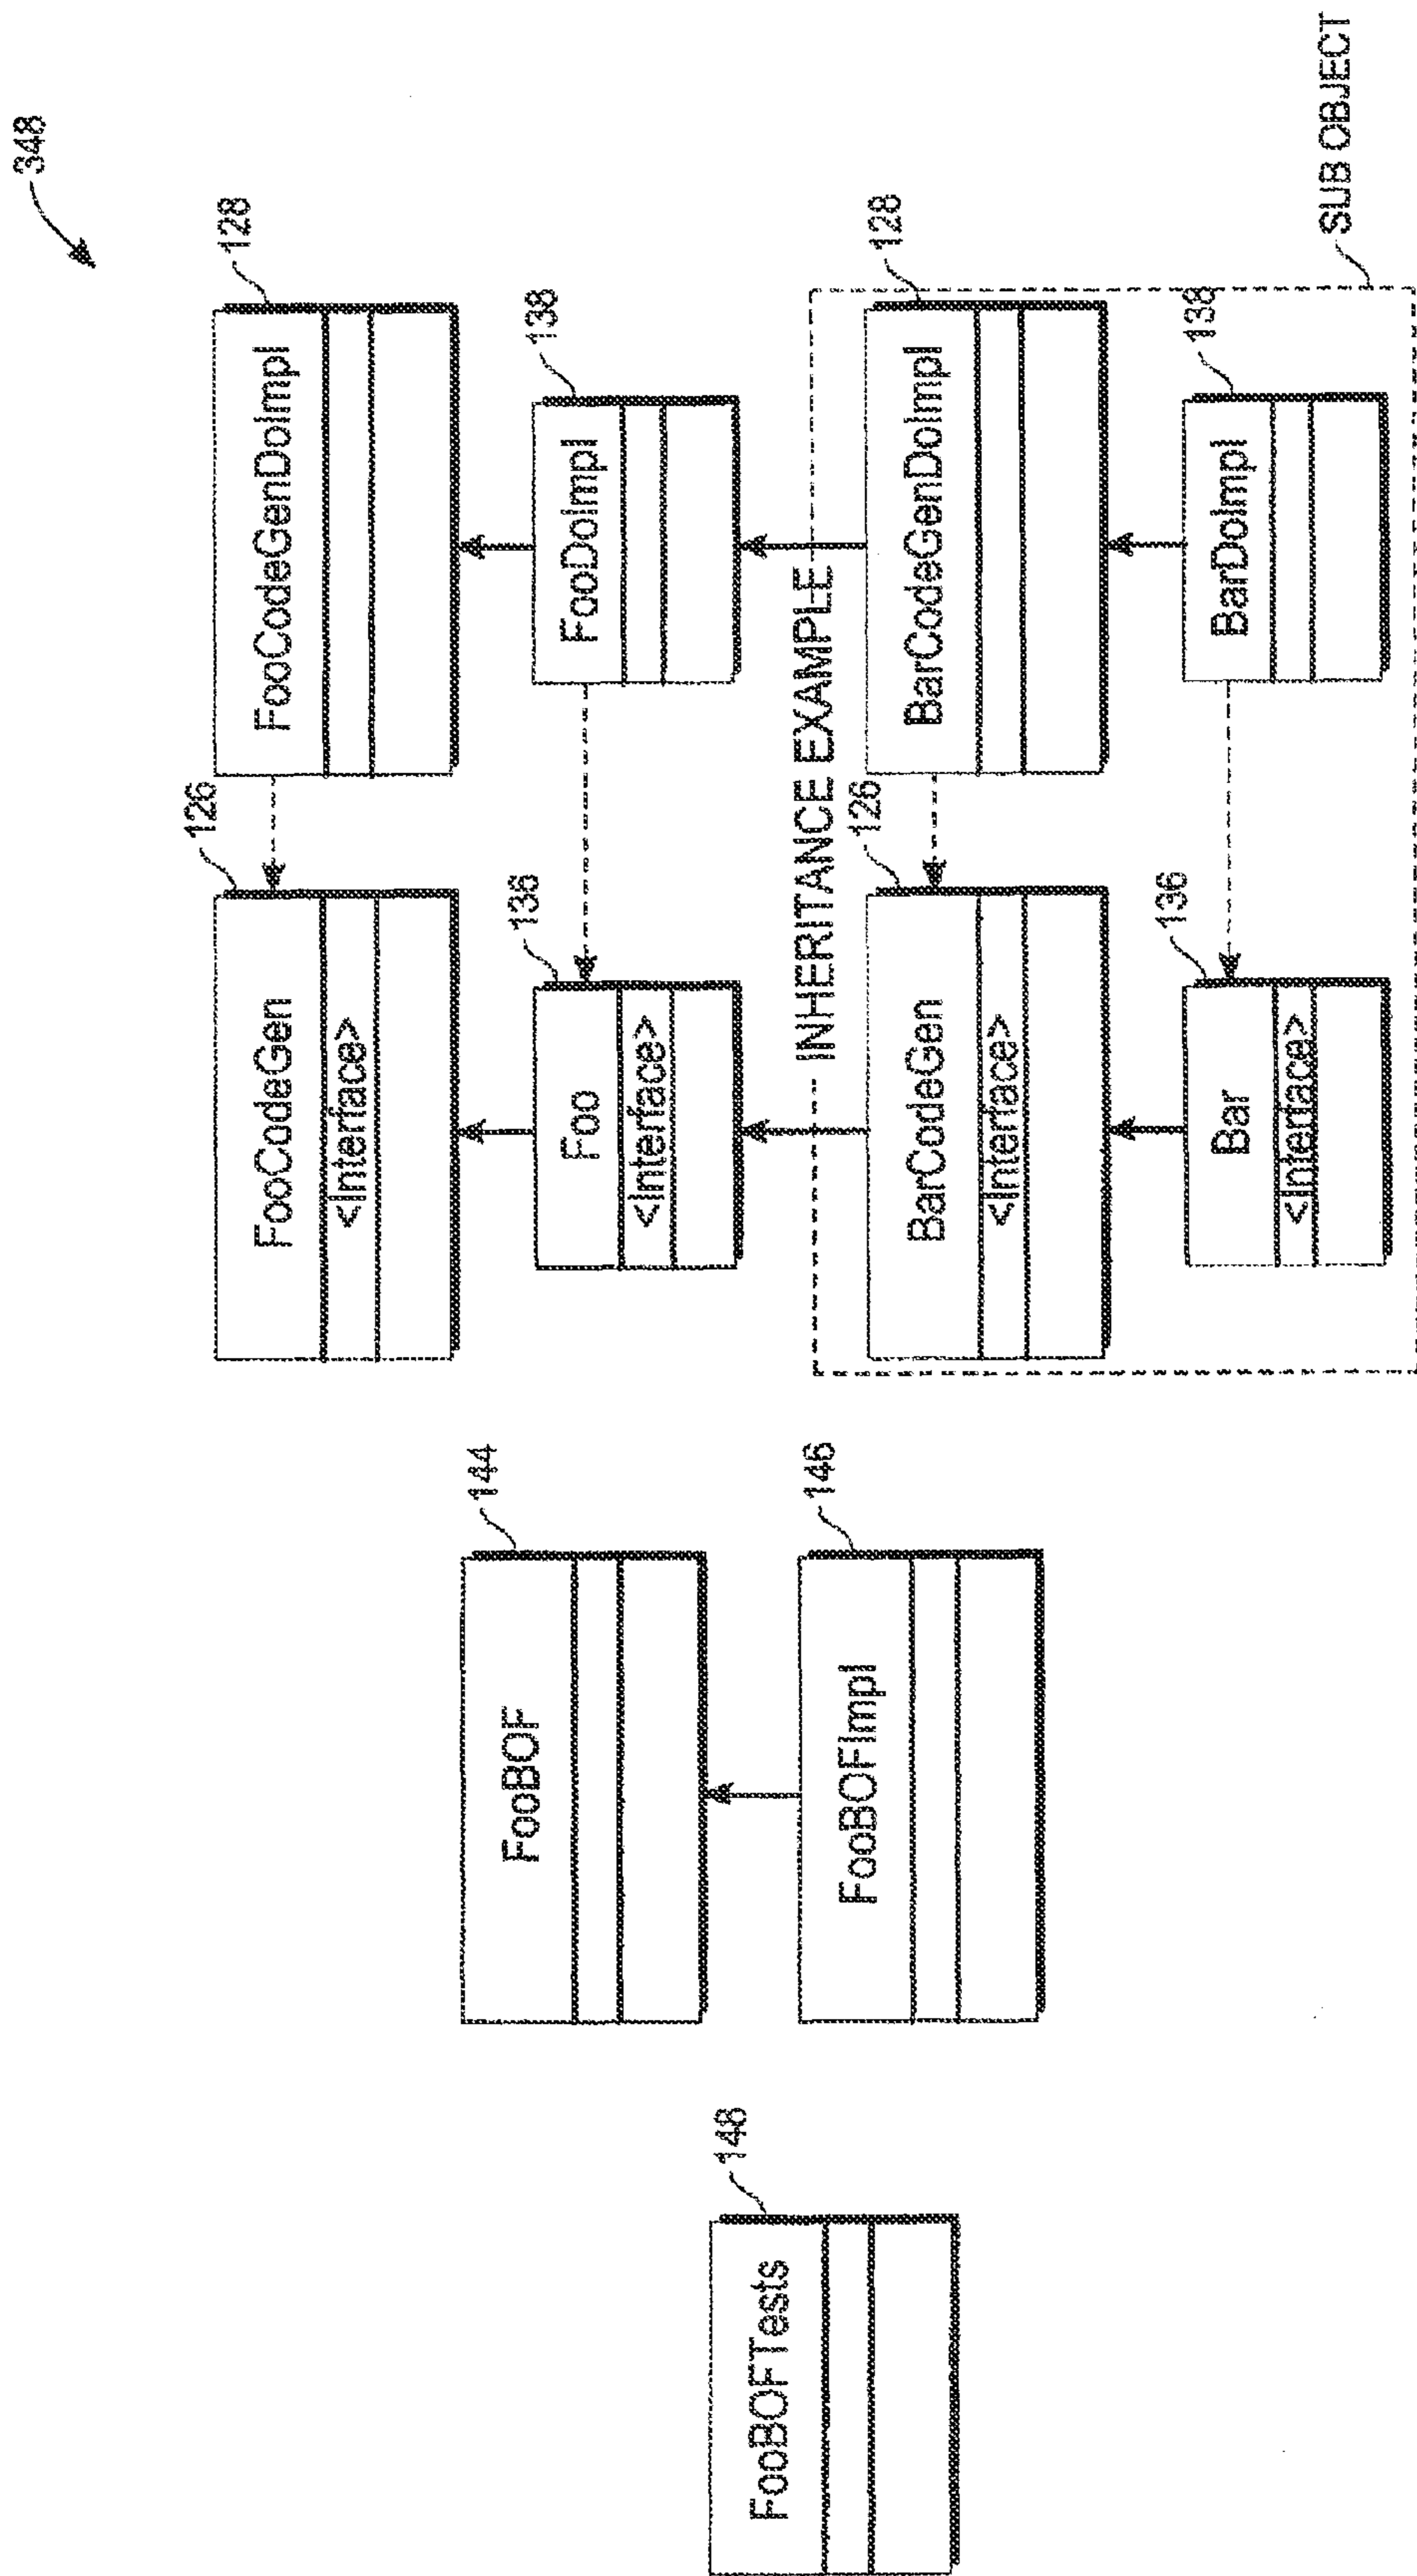 348
126
FooCodeGen
<Interface>
128
FooCodeGenDoImpl
144
FooBOF
136
Foo
<Interface>
138
FooDoImpl
148
FooBOFTests
146
FooBOFImpl
INHERITANCE EXAMPLE
126
BarCodeGen
<Interface>
128
BarCodeGenDoImpl
136
Bar
<Interface>
138
BarDoImpl
SUB OBJECT